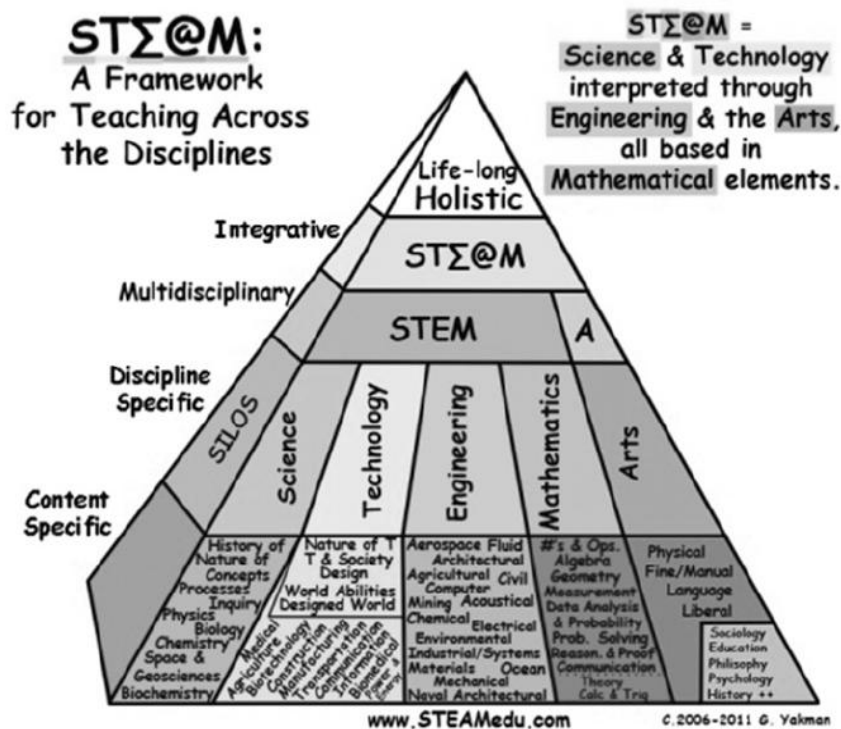 STΣ@M:
A Framework
for Teaching Across
the Disciplines
STΣ@M =
Science & Technology
interpreted through
Engineering & the Arts,
all based in
Mathematical elements.
Life-long
Holistic
Integrative
STΣ@M
Multidisciplinary
STEM
A
Discipline
Specific
SILOS
Science
Technology
Engineering
Mathematics
Arts
Content
Specific
History of
Nature of
Concepts
Processes
Inquiry
Physics
Biology
Chemistry
Space &
Geosciences
Biochemistry
Nature of T
T & Society
Design
World Abilities
Designed World
Medical
Agriculture
Biotechnology
Construction
Manufacturing
Transportation
Communication
Information
Biomedical
Power &
Energy
Aerospace Fluid
Architectural
Agricultural Civil
Computer
Mining Acoustical
Chemical
Electrical
Environmental
Industrial/Systems
Materials Ocean
Mechanical
Naval Architectural
#'s & Ops.
Algebra
Geometry
Measurement
Data Analysis
& Probability
Prob. Solving
Reason. & Proof
Communication
Theory
Calc & Trig
Physical
Fine/Manual
Language
Liberal
Sociology
Education
Philisophy
Psychology
History ++
www.STEAMedu.com
C.2006-2011 G. Yakman